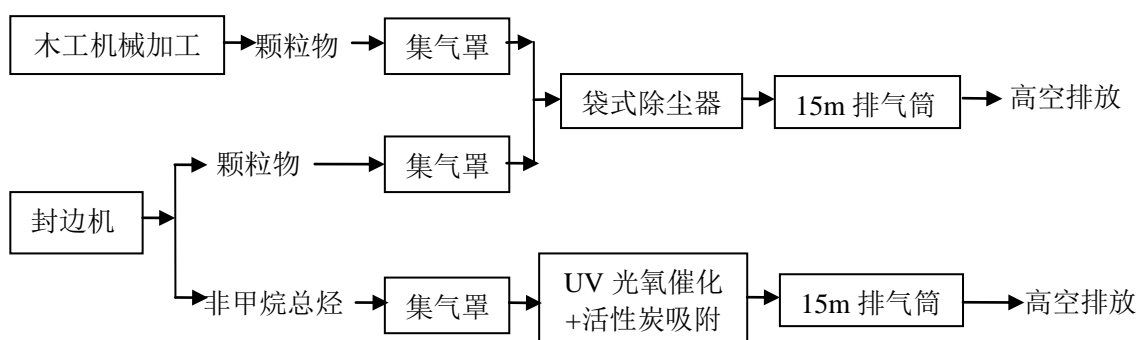 木工机械加工
颗粒物
集气罩
袋式除尘器
15m 排气筒
高空排放
颗粒物
集气罩
封边机
非甲烷总烃
集气罩
UV 光氧催化
+活性炭吸附
15m 排气筒
高空排放